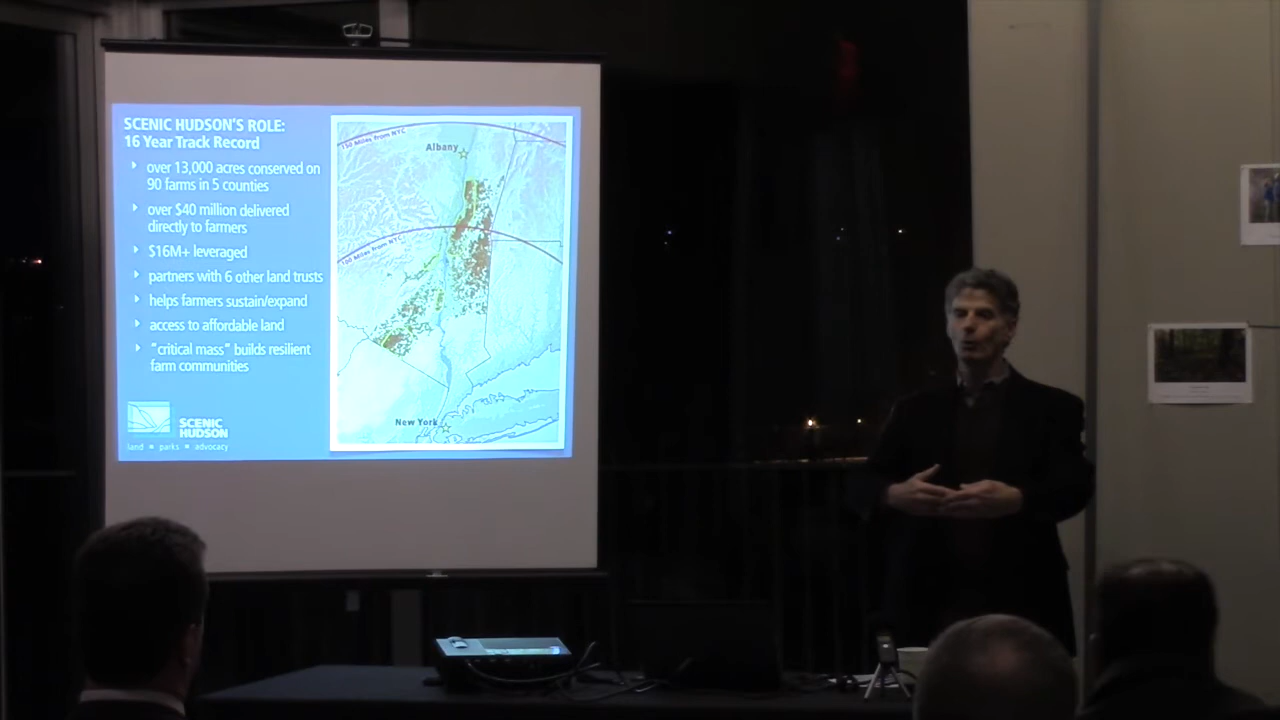 SCENIC HUDSON'S ROLE:
16 Year Track Record
over 13,000 acres conserved on
90 farms in 5 counties
over $40 million delivered
directly to farmers
$16M+ leveraged
partners with 6 other land trusts
helps farmers sustain/expand
access to affordable land
"critical mass" builds resilient
farm communities
SCENIC
HUDSON
land ▪ parks ▪ advocacy
150 Miles from NYC
Albany
100 Miles from NYC
New York